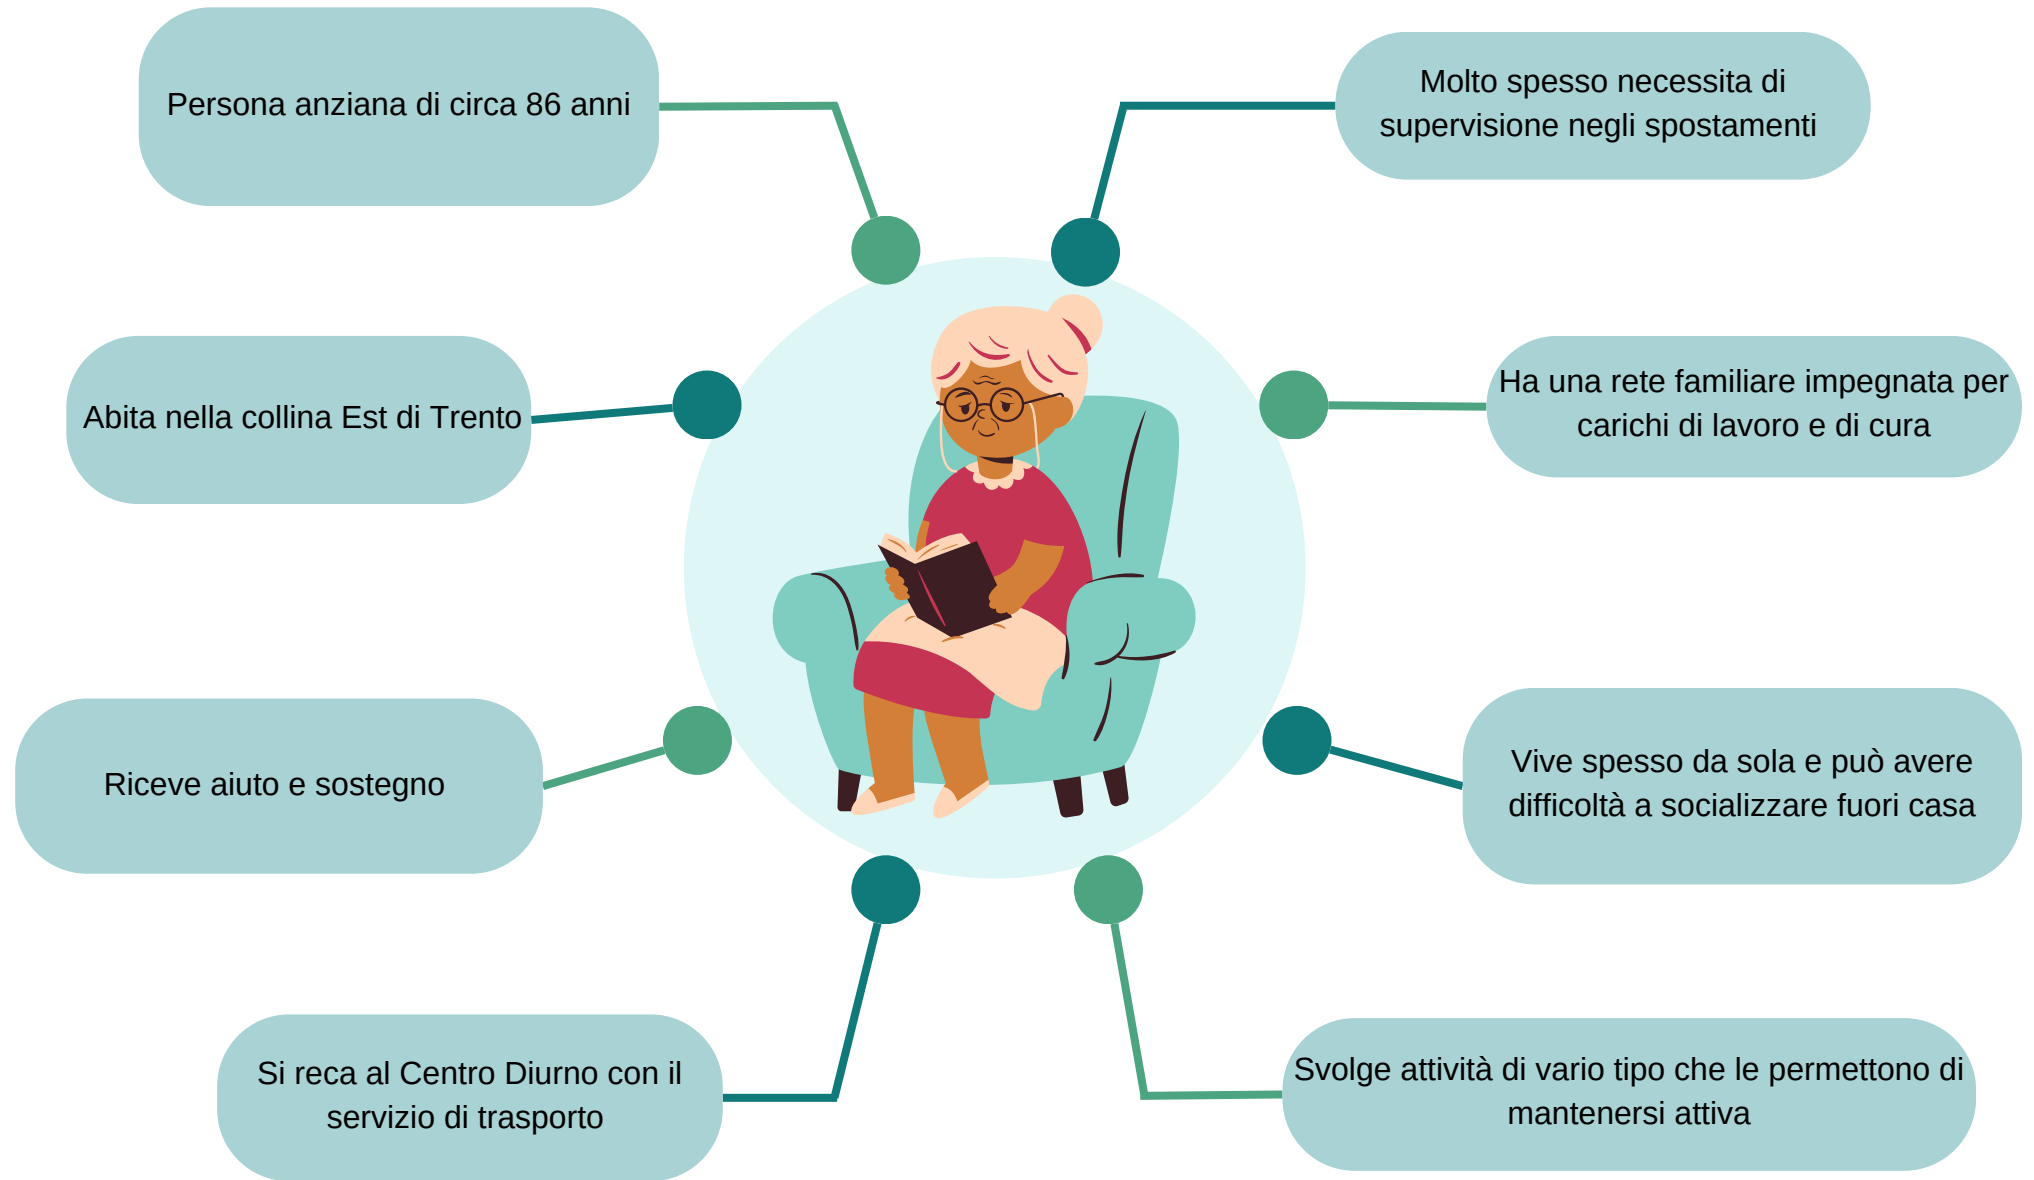 Persona anziana di circa 86 anni
Molto spesso necessita di
supervisione negli spostamenti
Abita nella collina Est di Trento
Ha una rete familiare impegnata per
carichi di lavoro e di cura
Riceve aiuto e sostegno
Vive spesso da sola e può avere
difficoltà a socializzare fuori casa
Si reca al Centro Diurno con il
servizio di trasporto
Svolge attività di vario tipo che le permettono di
mantenersi attiva